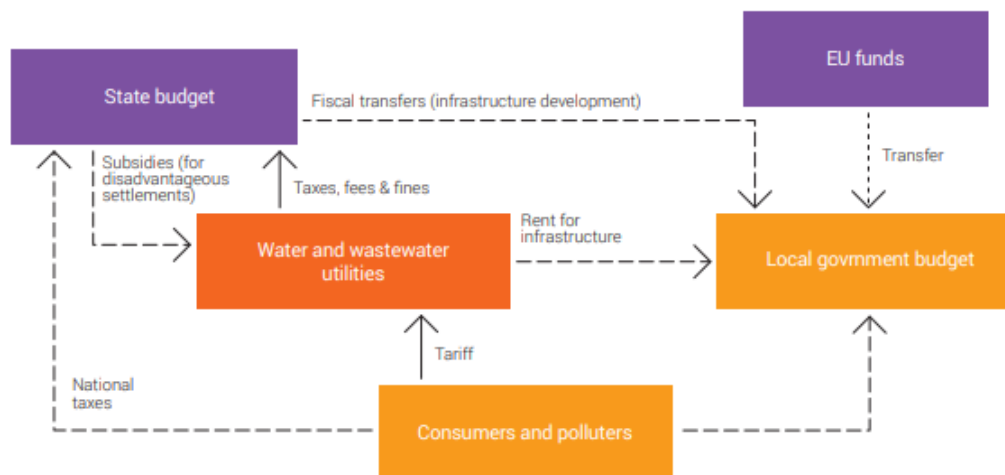 EU funds
State budget
Fiscal transfers (infrastructure development)
Subsidies (for
disadvantageous
settlements)
Transfer
Taxes, fees & fines
Rent for
infrastructure
Water and wastewater
utilities
Local govrnment budget
Tariff
National
taxes
Consumers and polluters